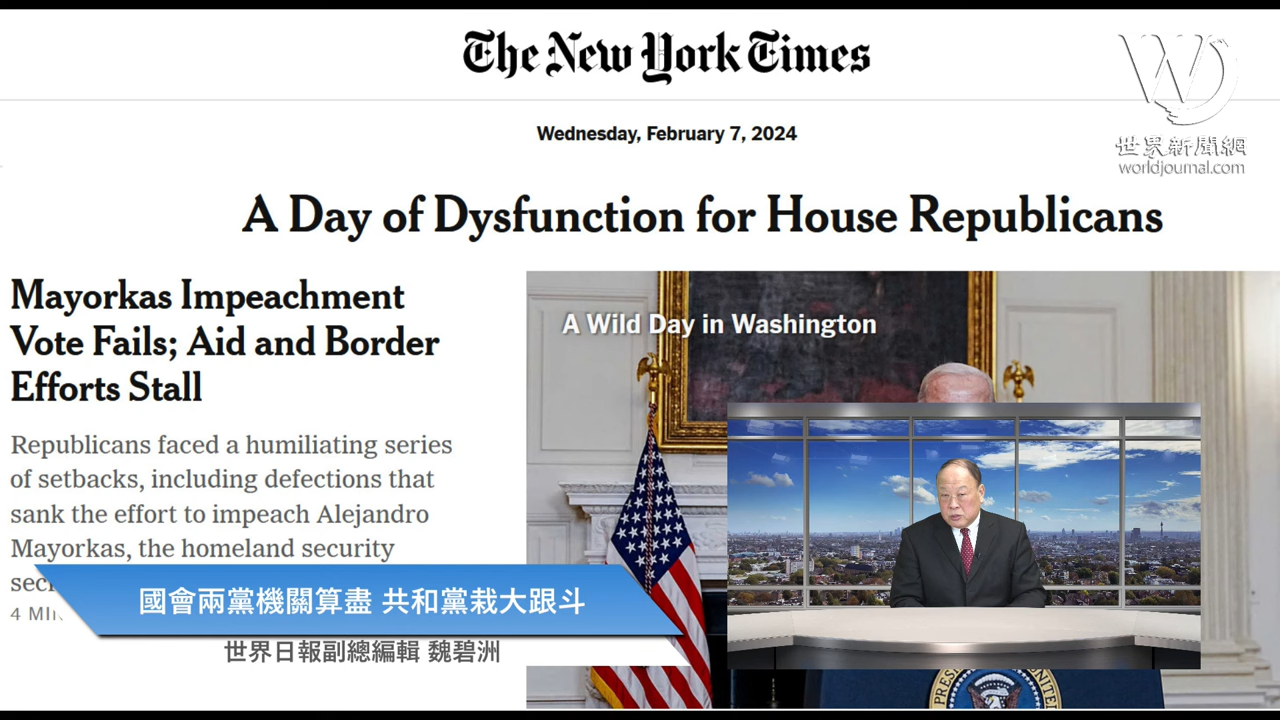 The New York Times
世界新聞網
worldjournal.com
Wednesday, February 7, 2024
A Day of Dysfunction for House Republicans
Mayorkas Impeachment
Vote Fails; Aid and Border
Efforts Stall
A Wild Day in Washington
Republicans faced a humiliating series
of setbacks, including defections that
sank the effort to impeach Alejandro
Mayorkas, the homeland security
國會兩黨機關算盡 共和黨栽大跟斗
世界日報副總編輯 魏碧洲